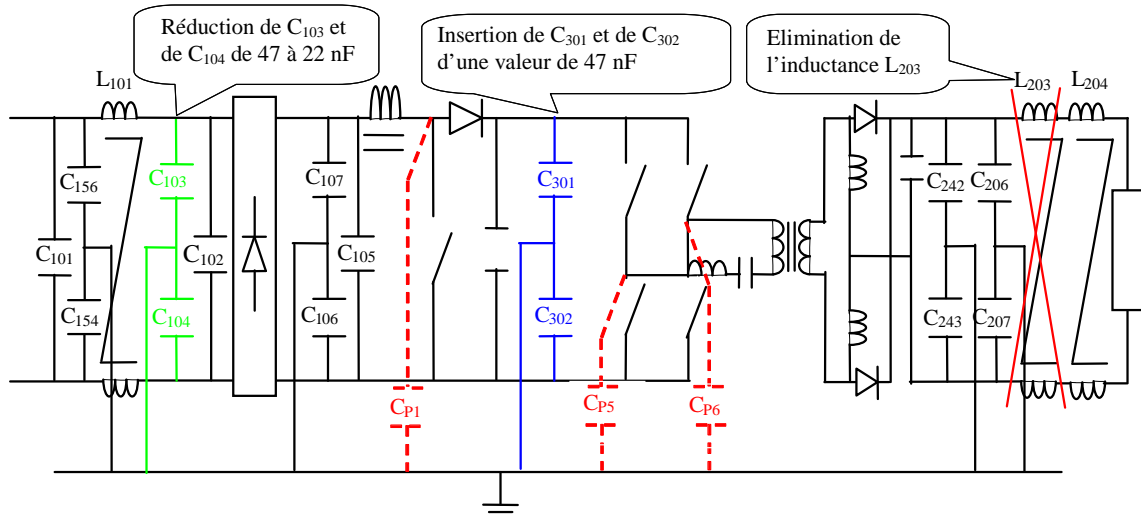 Réduction de C103 et
de C104 de 47 à 22 nF
Insertion de C301 et de C302
d’une valeur de 47 nF
Elimination de
l’inductance L203
L101
L203
L204
C156
C103
C107
C301
C242
C206
C101
C102
C105
C154
C104
C106
C302
C243
C207
CP1
CP5
CP6